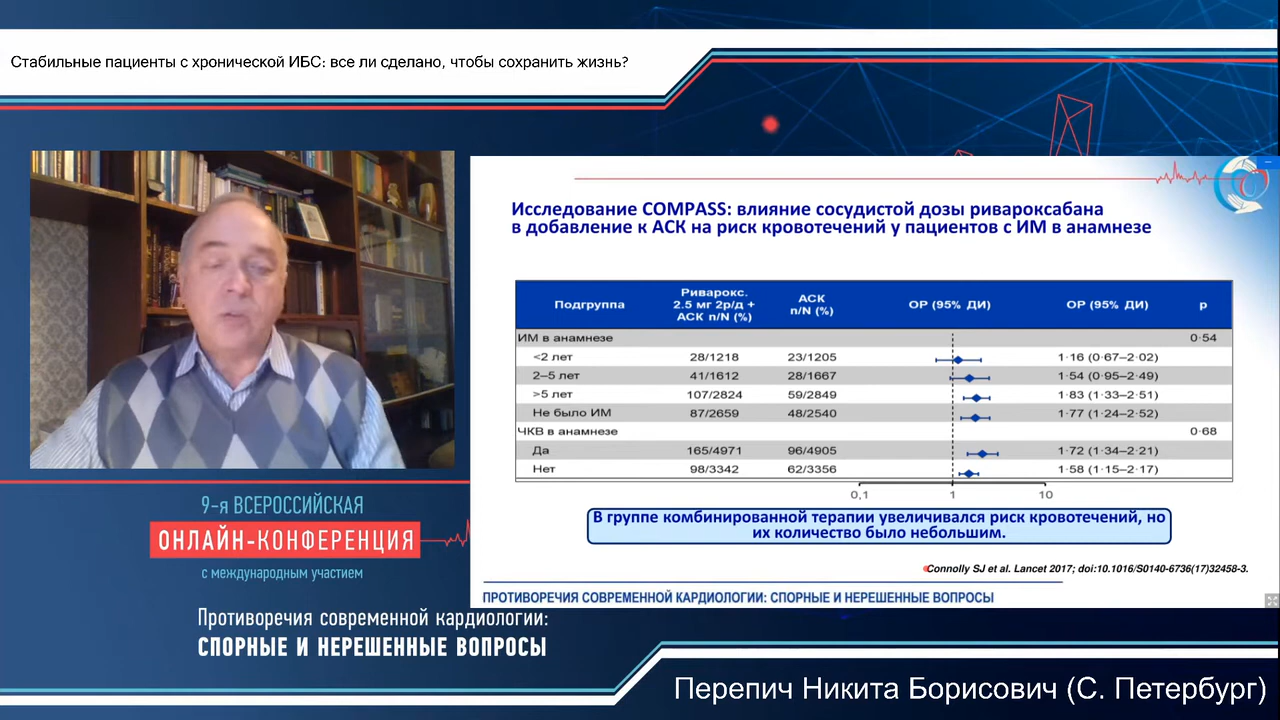 Стабильные пациенты с хронической ИБС: все ли сделано, чтобы сохранить жизнь?
Исследование COMPASS: влияние сосудистой дозы ривароксабана
в добавление к АСК на риск кровотечений у пациентов с ИМ в анамнезе
Подгруппа
Риварокс.
2.5 мг 2р/д +
АСК n/N (%)
АСК
n/N (%)
ОР (95% ДИ)
ОР (95% ДИ)
p
ИМ в анамнезе 0·54
<2 лет 28/1218 23/1205 1·16 (0·67–2·02)
2–5 лет 41/1612 28/1667 1·54 (0·95–2·49)
>5 лет 107/2824 59/2849 1·83 (1·33–2·51)
Не было ИМ 87/2659 48/2540 1·77 (1·24–2·52)
ЧКВ в анамнезе 0·68
Да 165/4971 96/4905 1·72 (1·34–2·21)
Нет 98/3342 62/3356 1·58 (1·15–2·17)
0,1 1 10
В группе комбинированной терапии увеличивался риск кровотечений, но
их количество было небольшим.
Connolly SJ et al. Lancet 2017; doi:10.1016/S0140-6736(17)32458-3.
ПРОТИВОРЕЧИЯ СОВРЕМЕННОЙ КАРДИОЛОГИИ: СПОРНЫЕ И НЕРЕШЕННЫЕ ВОПРОСЫ
9-я ВСЕРОССИЙСКАЯ
ОНЛАЙН-КОНФЕРЕНЦИЯ
с международным участием
Противоречия современной кардиологии:
СПОРНЫЕ И НЕРЕШЕННЫЕ ВОПРОСЫ
Перепич Никита Борисович (С. Петербург)